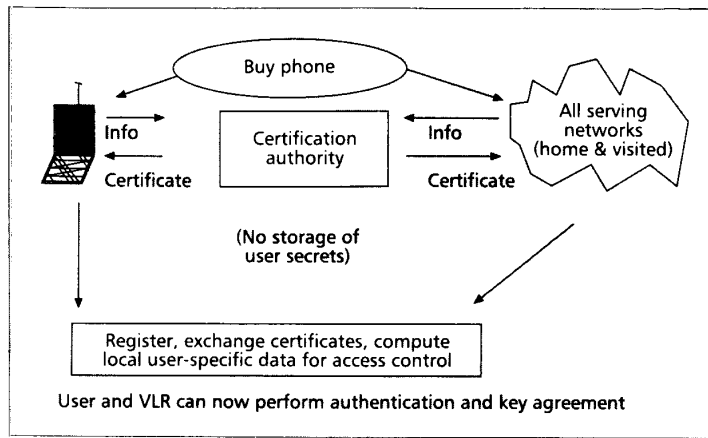 Buy phone
Info
Certificate
Certification
authority
Info
Certificate
All serving
networks
(home & visited)
(No storage of
user secrets)
Register, exchange certificates, compute
local user-specific data for access control
User and VLR can now perform authentication and key agreement